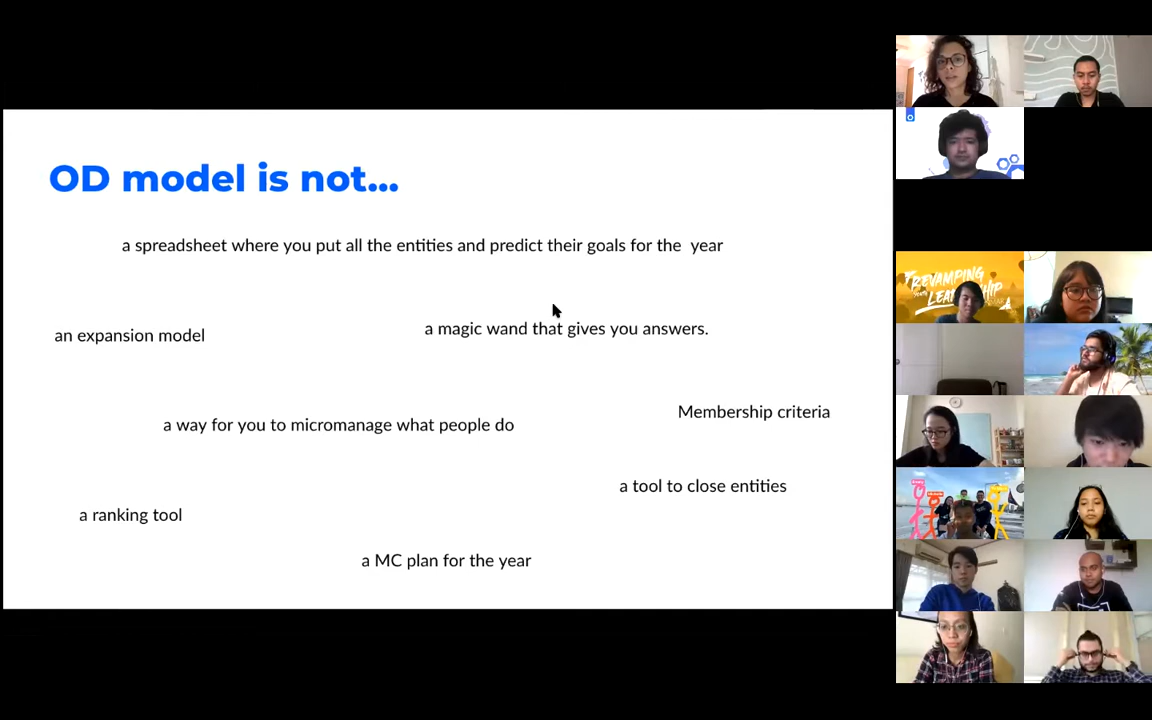 OD model is not...
a spreadsheet where you put all the entities and predict their goals for the  year
an expansion model
a magic wand that gives you answers.
Membership criteria
a way for you to micromanage what people do
a tool to close entities
a ranking tool
a MC plan for the year
REVAMPING